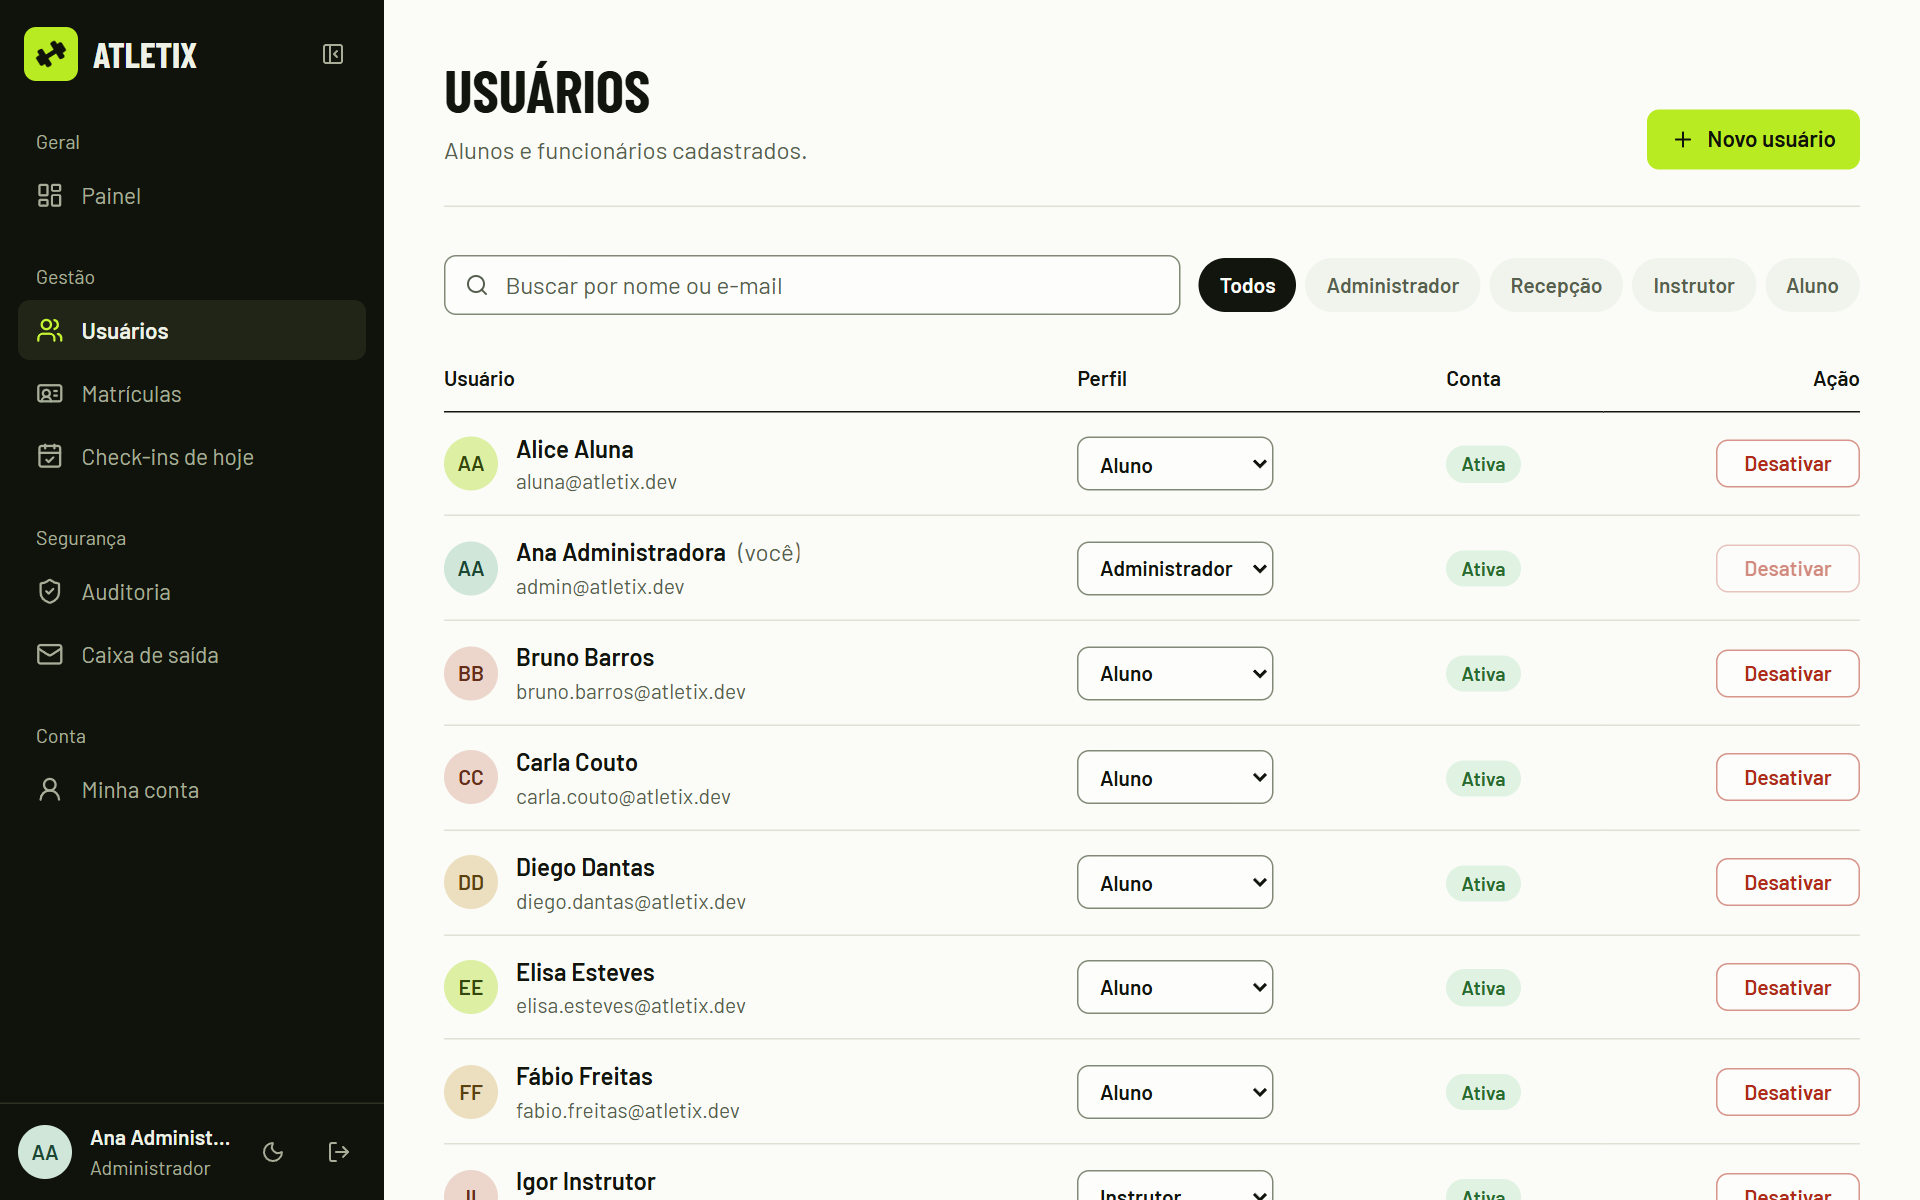 ATLETIX
Geral
Painel
Gestão
Usuários
Matrículas
Check-ins de hoje
Segurança
Auditoria
Caixa de saída
Conta
Minha conta
AA
Ana Administ...
Administrador
USUÁRIOS
Alunos e funcionários cadastrados.
Novo usuário
Buscar por nome ou e-mail
Todos Administrador Recepção Instrutor Aluno
Usuário Perfil Conta Ação
AA Alice Aluna Aluno Ativa Desativar
aluna@atletix.dev
AA Ana Administradora (você) Administrador Ativa Desativar
admin@atletix.dev
BB Bruno Barros Aluno Ativa Desativar
bruno.barros@atletix.dev
CC Carla Couto Aluno Ativa Desativar
carla.couto@atletix.dev
DD Diego Dantas Aluno Ativa Desativar
diego.dantas@atletix.dev
EE Elisa Esteves Aluno Ativa Desativar
elisa.esteves@atletix.dev
FF Fábio Freitas Aluno Ativa Desativar
fabio.freitas@atletix.dev
II Igor Instrutor Instrutor Ativa Desativar